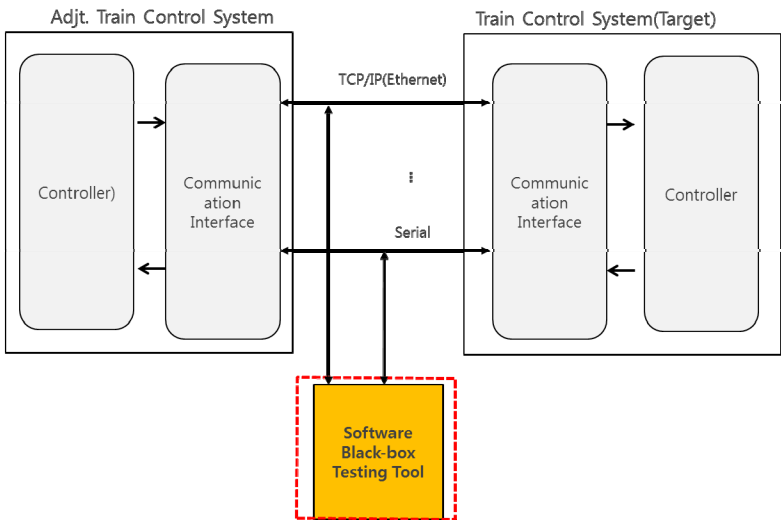 Adjt. Train Control System
Train Control System(Target)
TCP/IP(Ethernet)
Controller)
Communic
ation
Interface
...
Serial
Communic
ation
Interface
Controller
Software
Black-box
Testing Tool